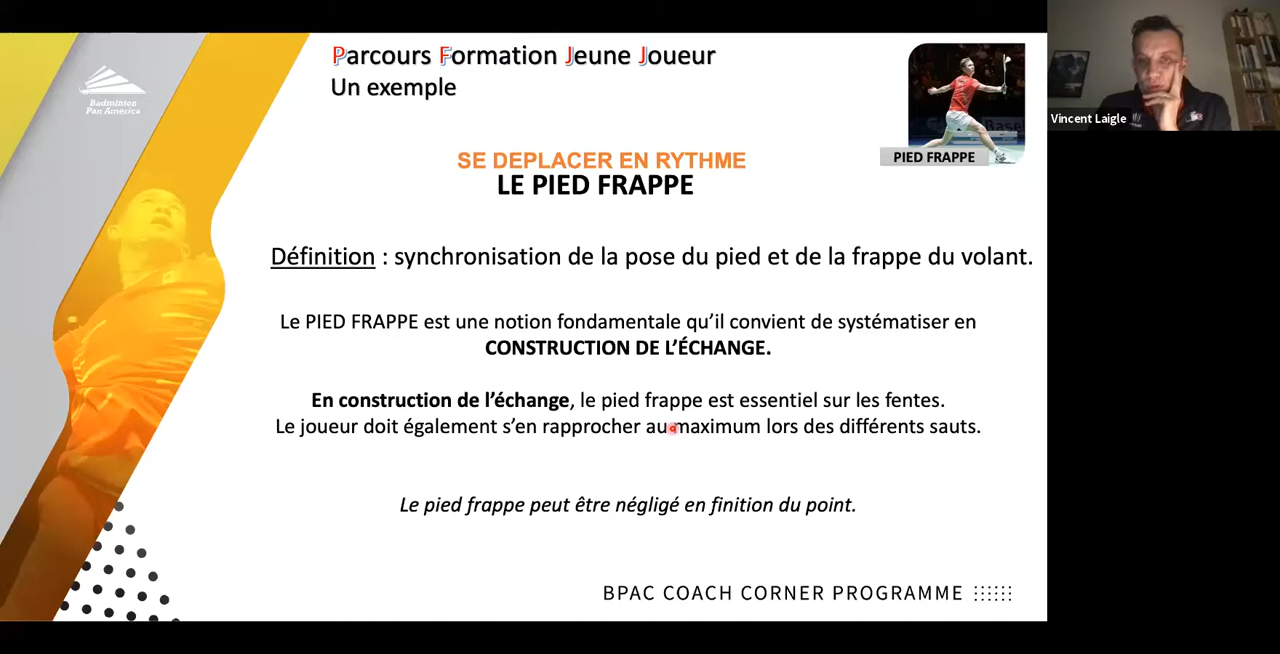 Parcours Formation Jeune Joueur
Un exemple
Badminton
Pan America
PIED FRAPPE
Vincent Laigle
SE DEPLACER EN RYTHME
LE PIED FRAPPE
Définition : synchronisation de la pose du pied et de la frappe du volant.
Le PIED FRAPPE est une notion fondamentale qu’il convient de systématiser en
CONSTRUCTION DE L’ÉCHANGE.
En construction de l’échange, le pied frappe est essentiel sur les fentes.
Le joueur doit également s’en rapprocher au maximum lors des différents sauts.
Le pied frappe peut être négligé en finition du point.
BPAC COACH CORNER PROGRAMME